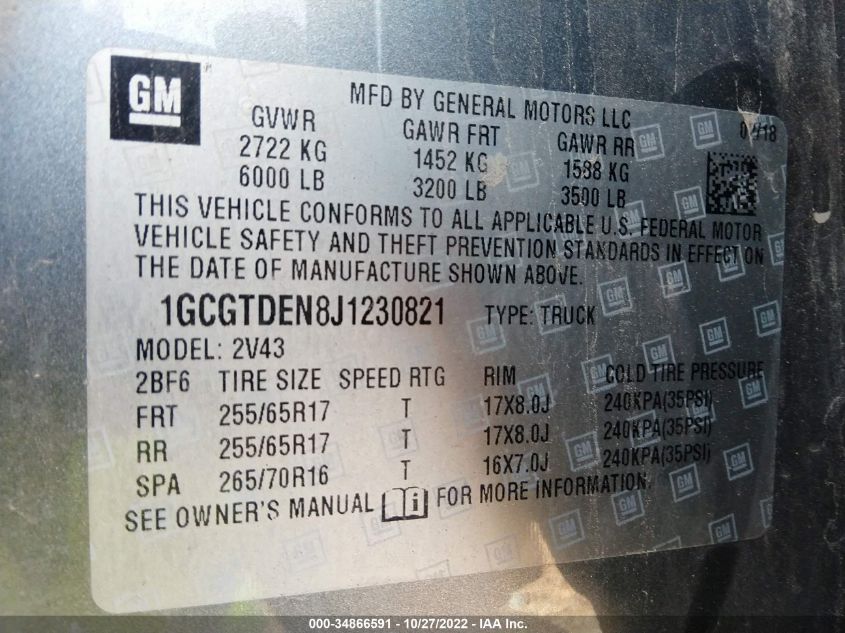 GM
MFD BY GENERAL MOTORS LLC
GVWR GAWR FRT GAWR RR
2722 KG 1452 KG 1588 KG
6000 LB 3200 LB 3500 LB
THIS VEHICLE CONFORMS TO ALL APPLICABLE U.S. FEDERAL MOTOR
VEHICLE SAFETY AND THEFT PREVENTION STANDARDS IN EFFECT ON
THE DATE OF MANUFACTURE SHOWN ABOVE.
1GCGTDEN8J1230821 TYPE: TRUCK
MODEL: 2V43
2BF6 TIRE SIZE SPEED RTG RIM COLD TIRE PRESSURE
FRT 255/65R17 T 17X8.0J 240KPA(35PSI)
RR 255/65R17 T 17X8.0J 240KPA(35PSI)
SPA 265/70R16 T 16X7.0J 240KPA(35PSI)
SEE OWNER'S MANUAL FOR MORE INFORMATION.
000-34866591 - 10/27/2022 - IAA Inc.